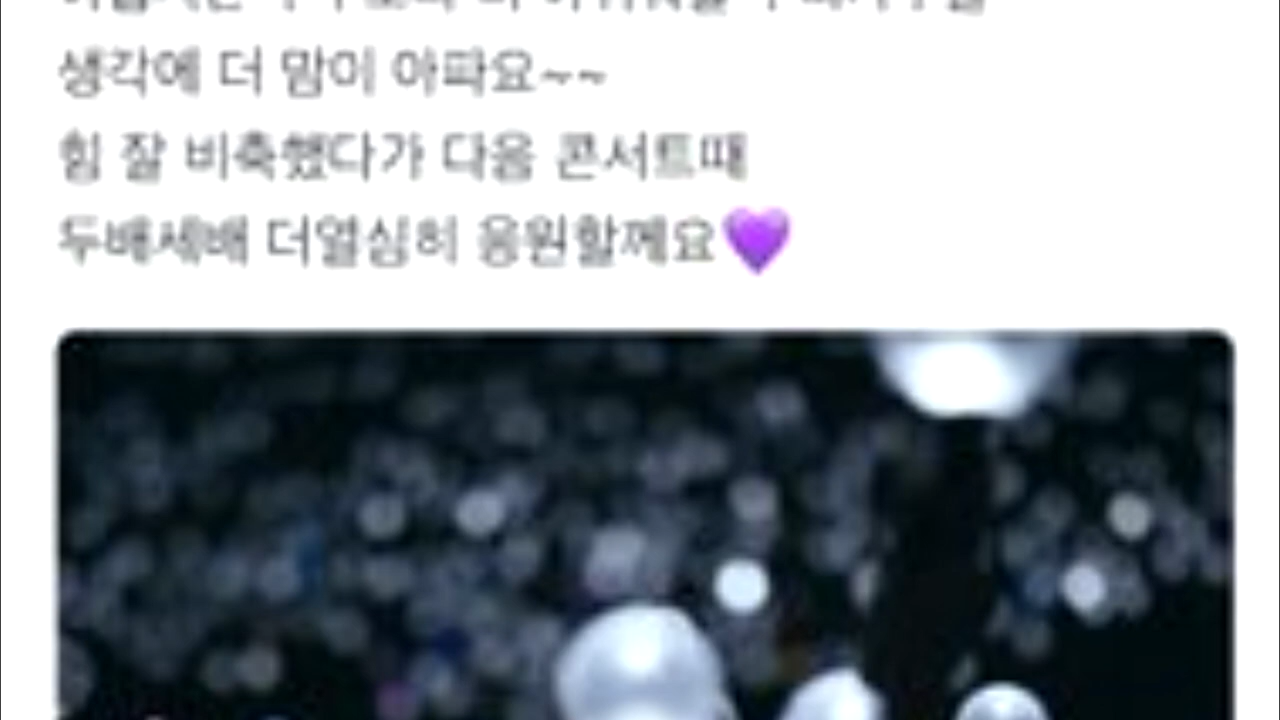 생각에 더 맘이 아파요~~
힘 잘 비축했다가 다음 콘서트때
두배세배 더열심히 응원할께요💜